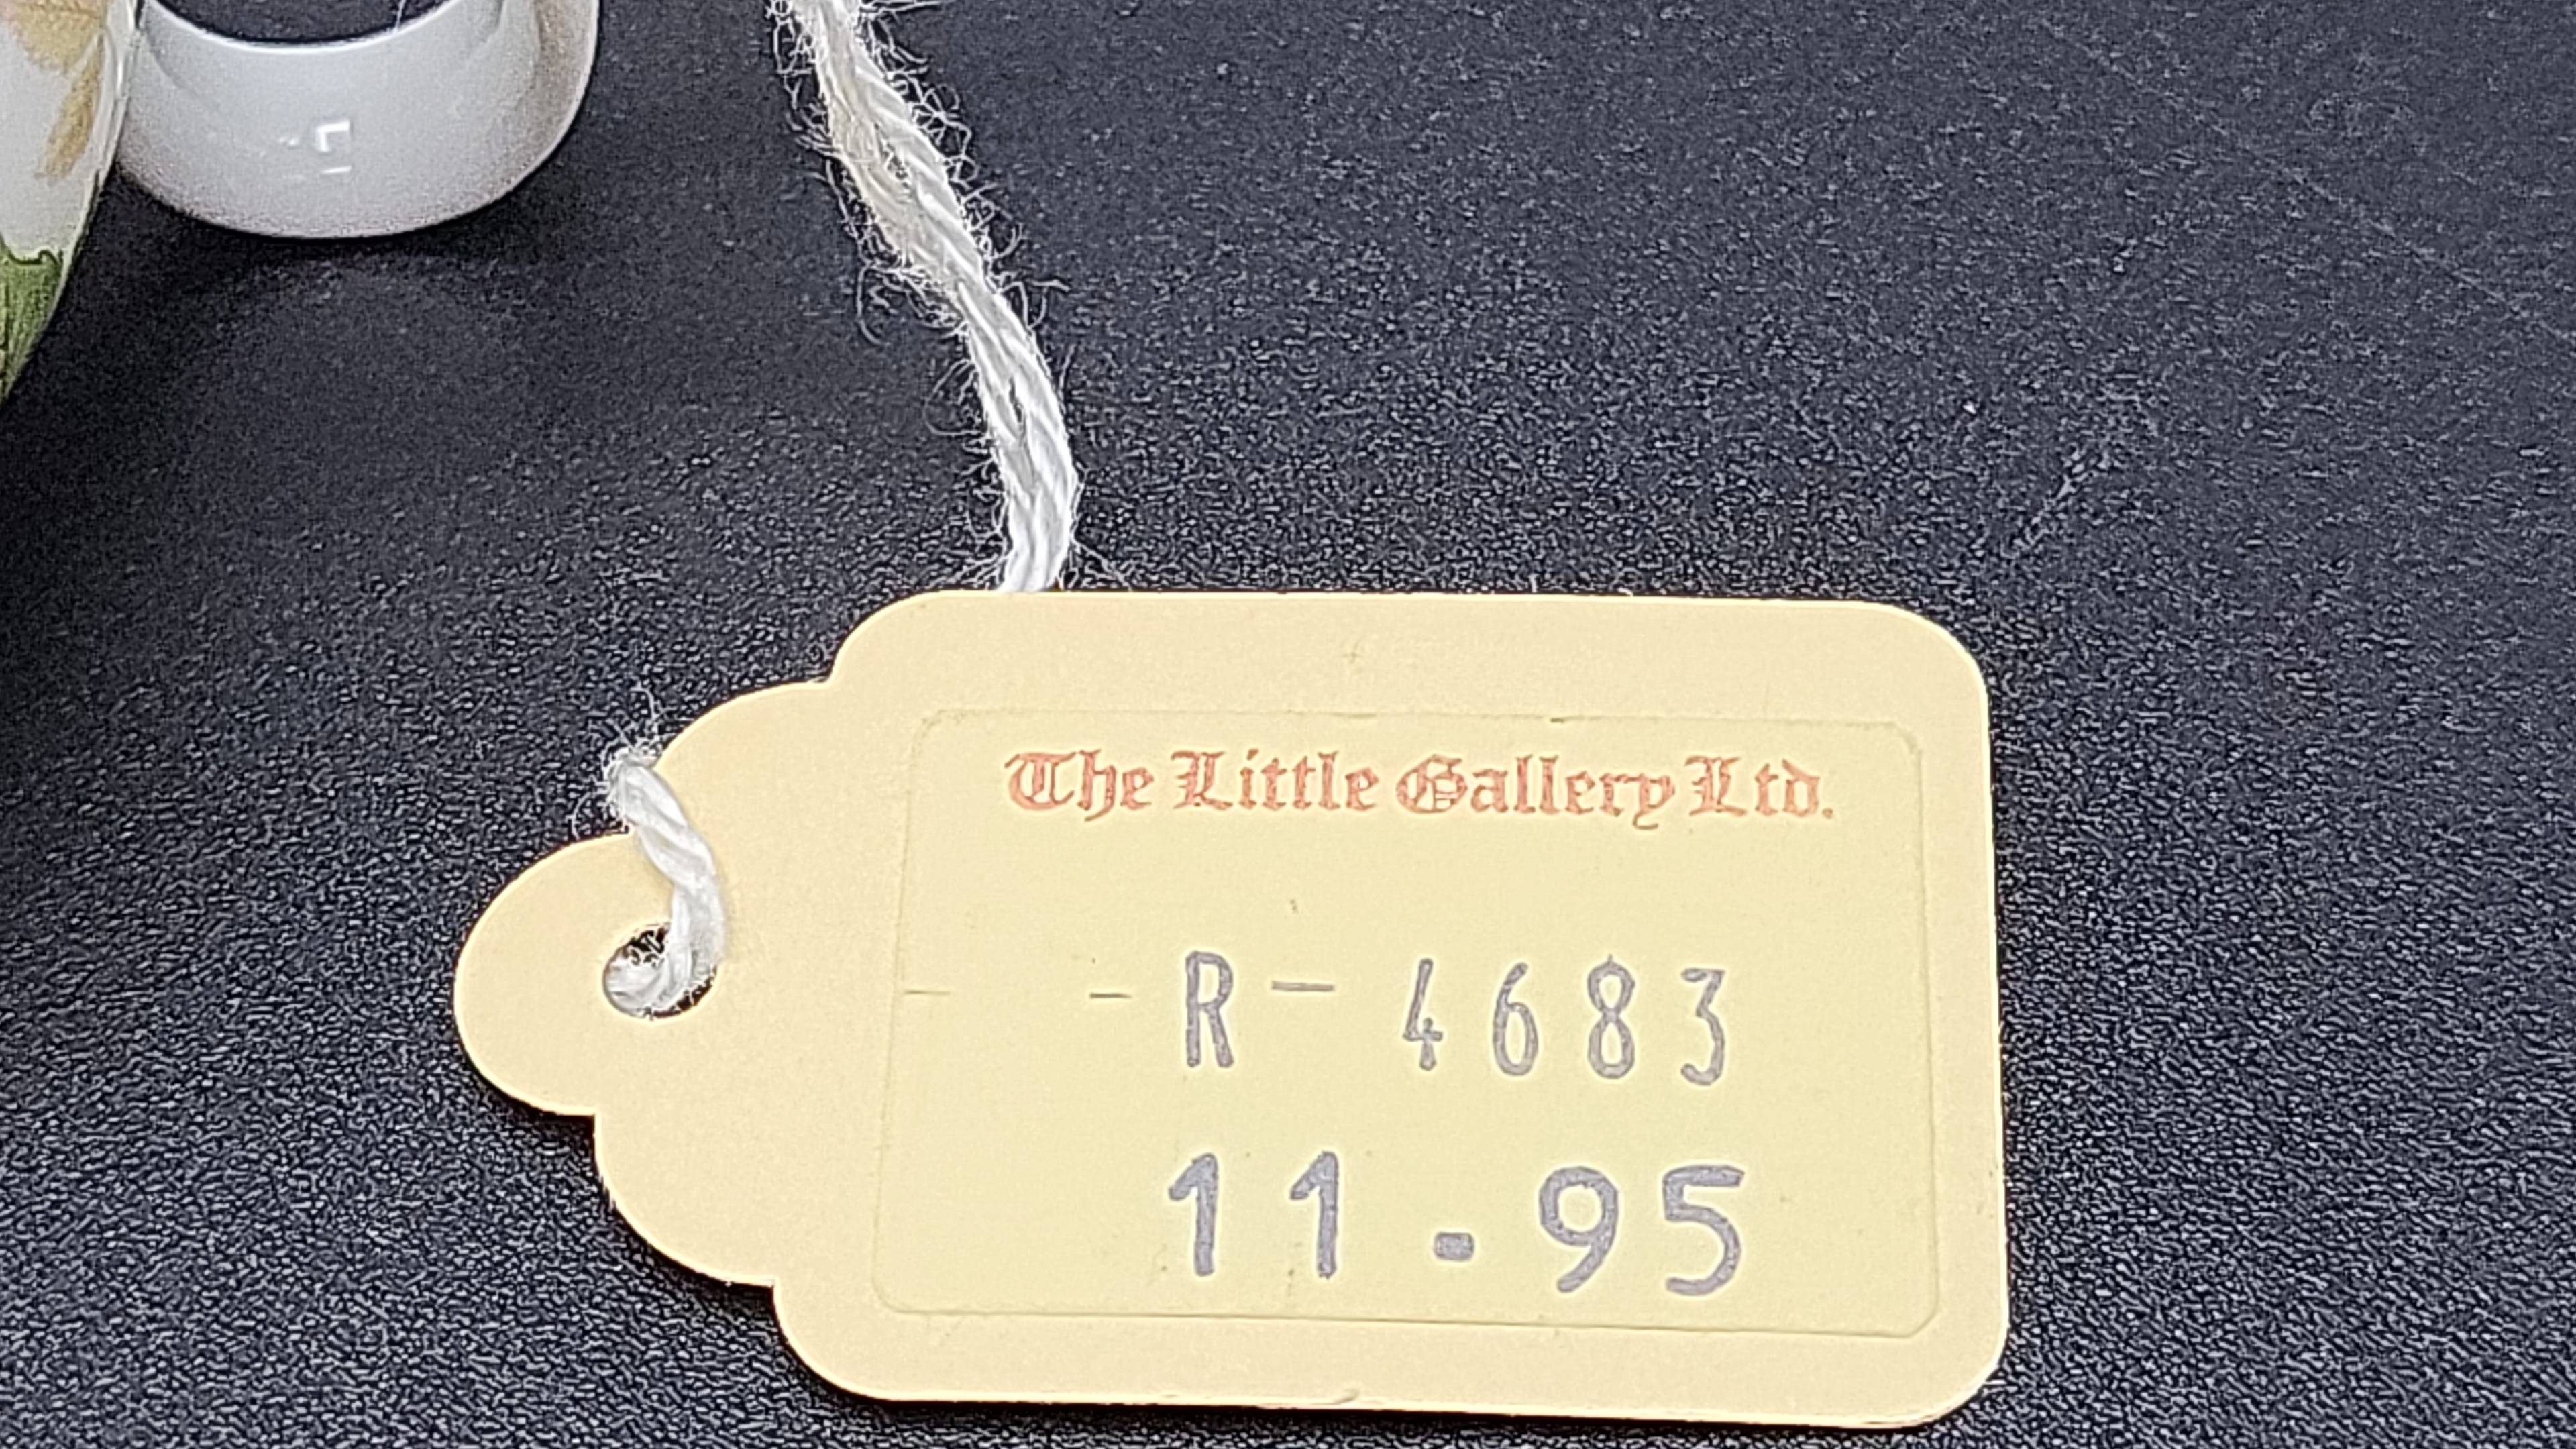 The Little Gallery Ltd.
- R - 4683
11.95